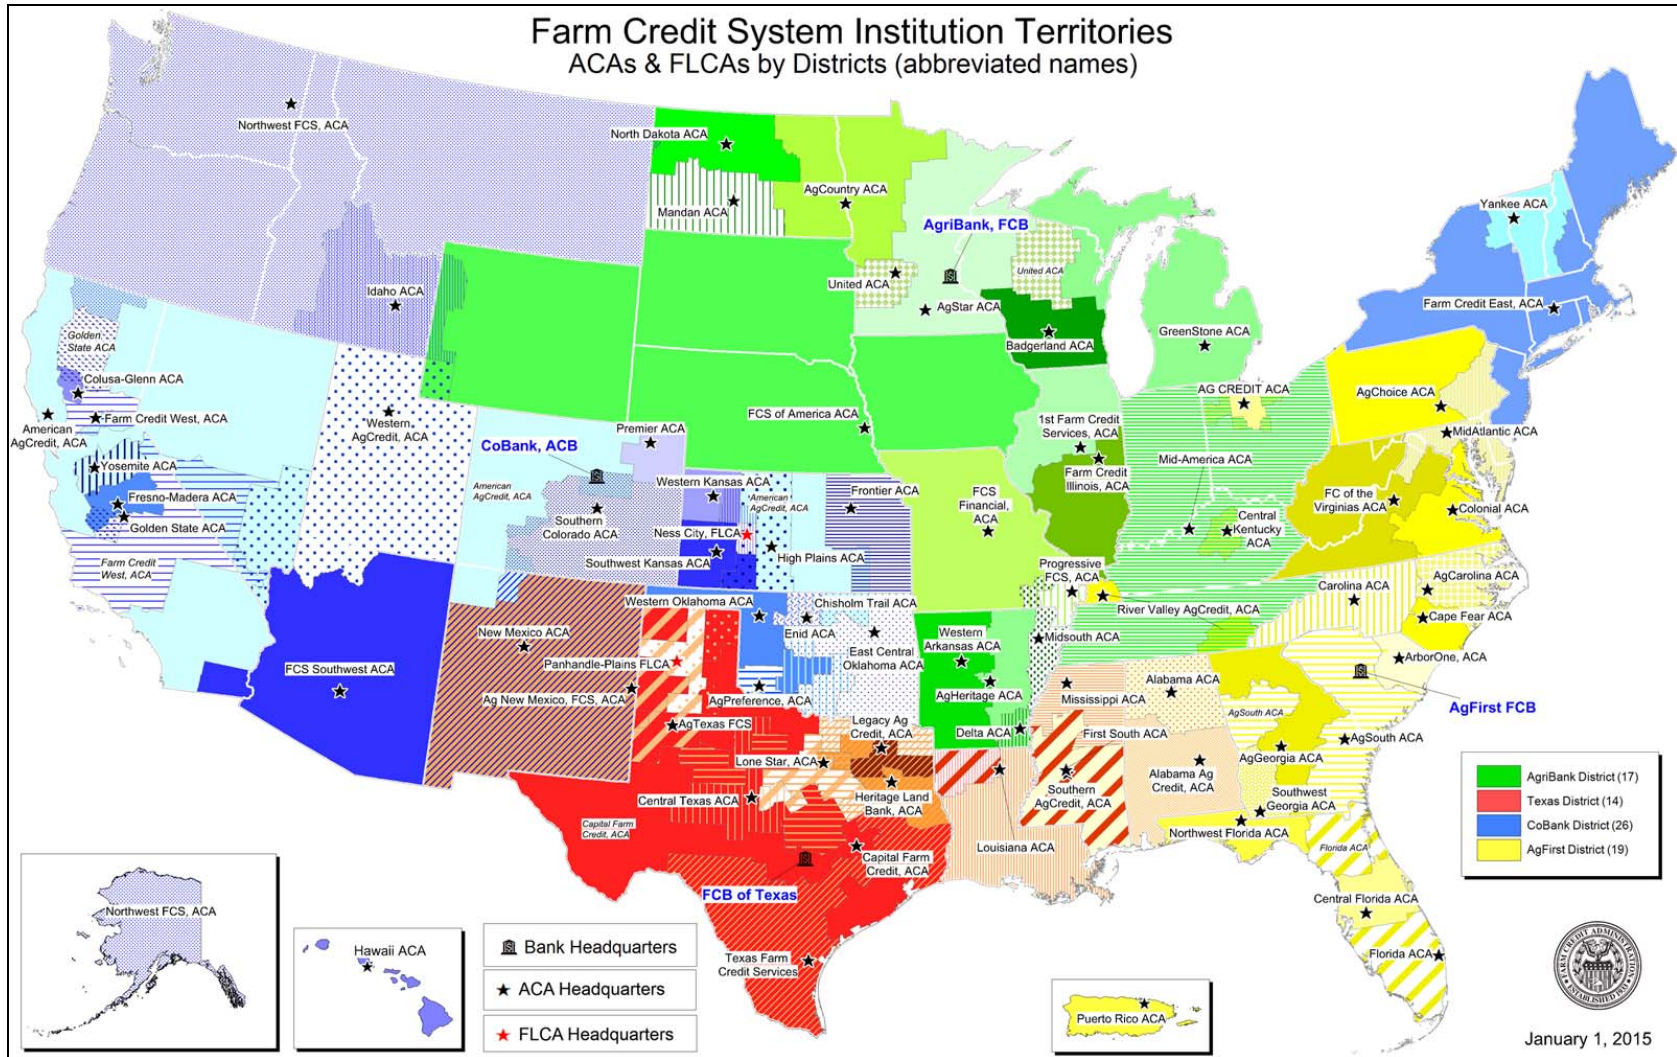 Farm Credit System Institution Territories
ACAs & FLCAs by Districts (abbreviated names)
Northwest FCS, ACA
North Dakota ACA
Mandan ACA
AgCountry ACA
AgriBank, FCB
United ACA
United ACA
AgStar ACA
Badgerland ACA
GreenStone ACA
Yankee ACA
Farm Credit East, ACA
Idaho ACA
Golden
State ACA
Colusa-Glenn ACA
Farm Credit West, ACA
American
AgCredit, ACA
Western
AgCredit, ACA
Yosemite ACA
Fresno-Madera ACA
Golden State ACA
Farm Credit
West, ACA
FCS of America ACA
Premier ACA
CoBank, ACB
American
AgCredit, ACA
Southern
Colorado ACA
Western Kansas ACA
American
AgCredit, ACA
Frontier ACA
Ness City, FLCA
High Plains ACA
Southwest Kansas ACA
FCS
Financial,
ACA
1st Farm Credit
Services, ACA
Farm Credit
Illinois, ACA
AG CREDIT ACA
Mid-America ACA
Central
Kentucky
ACA
AgChoice ACA
MidAtlantic ACA
FC of the
Virginias ACA
Colonial ACA
Progressive
FCS, ACA
River Valley AgCredit, ACA
Carolina ACA
AgCarolina ACA
Cape Fear ACA
ArborOne, ACA
AgFirst FCB
FCS Southwest ACA
New Mexico ACA
Ag New Mexico, FCS, ACA
Panhandle-Plains FLCA
Western Oklahoma ACA
Chisholm Trail ACA
Enid ACA
East Central
Oklahoma ACA
AgPreference, ACA
AgTexas FCS
Western
Arkansas ACA
AgHeritage ACA
Midsouth ACA
Delta ACA
Mississippi ACA
Alabama ACA
First South ACA
Southern
AgCredit, ACA
Alabama Ag
Credit, ACA
AgSouth ACA
AgSouth ACA
AgGeorgia ACA
Southwest
Georgia ACA
Northwest Florida ACA
Florida ACA
Central Florida ACA
Florida ACA
Legacy Ag
Credit, ACA
Lone Star, ACA
Heritage Land
Bank, ACA
Central Texas ACA
Capital Farm
Credit, ACA
Capital Farm
Credit, ACA
Louisiana ACA
FCB of Texas
Texas Farm
Credit Services
AgriBank District (17)
Texas District (14)
CoBank District (26)
AgFirst District (19)
Northwest FCS, ACA
Hawaii ACA
Bank Headquarters
ACA Headquarters
FLCA Headquarters
Puerto Rico ACA
FARM CREDIT ADMINISTRATION
ESTABLISHED 1933
January 1, 2015